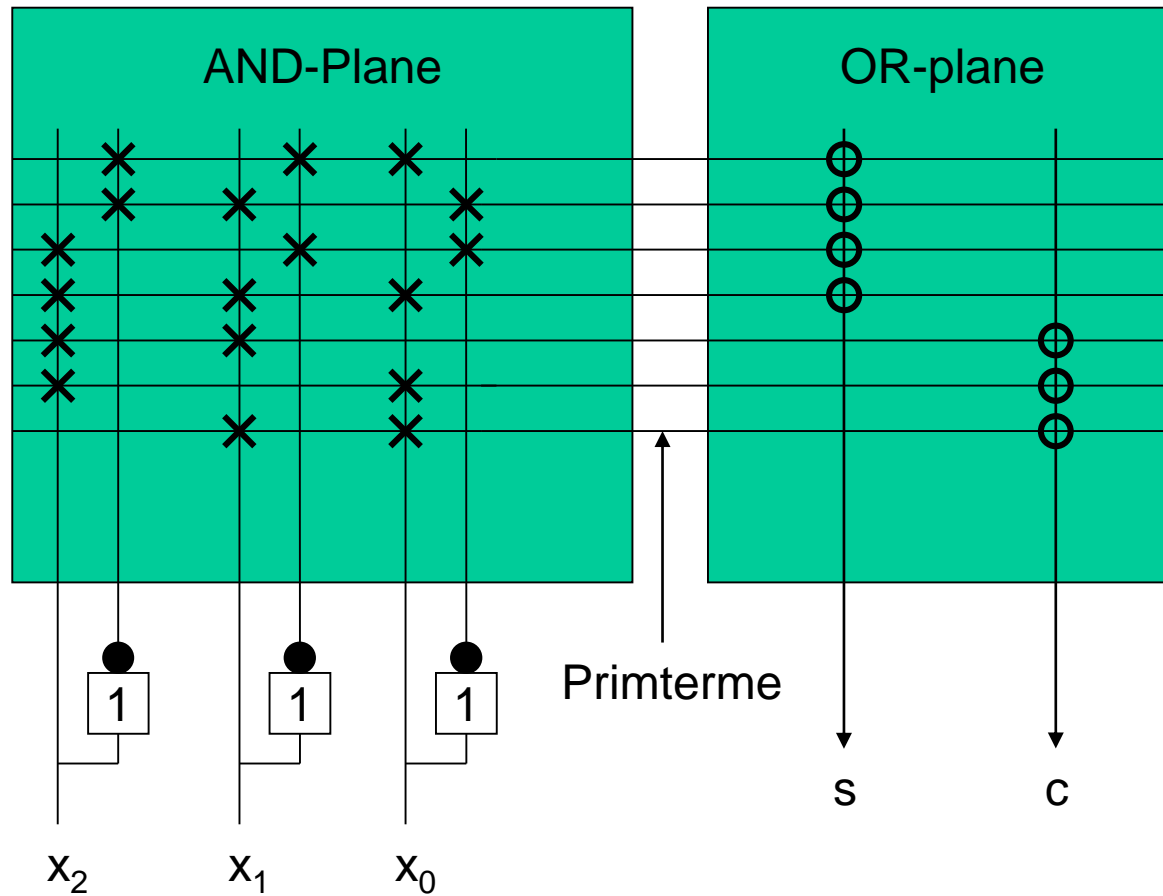 AND-Plane
OR-plane
1
1
1
Primterme
s
c
x₂
x₁
x₀